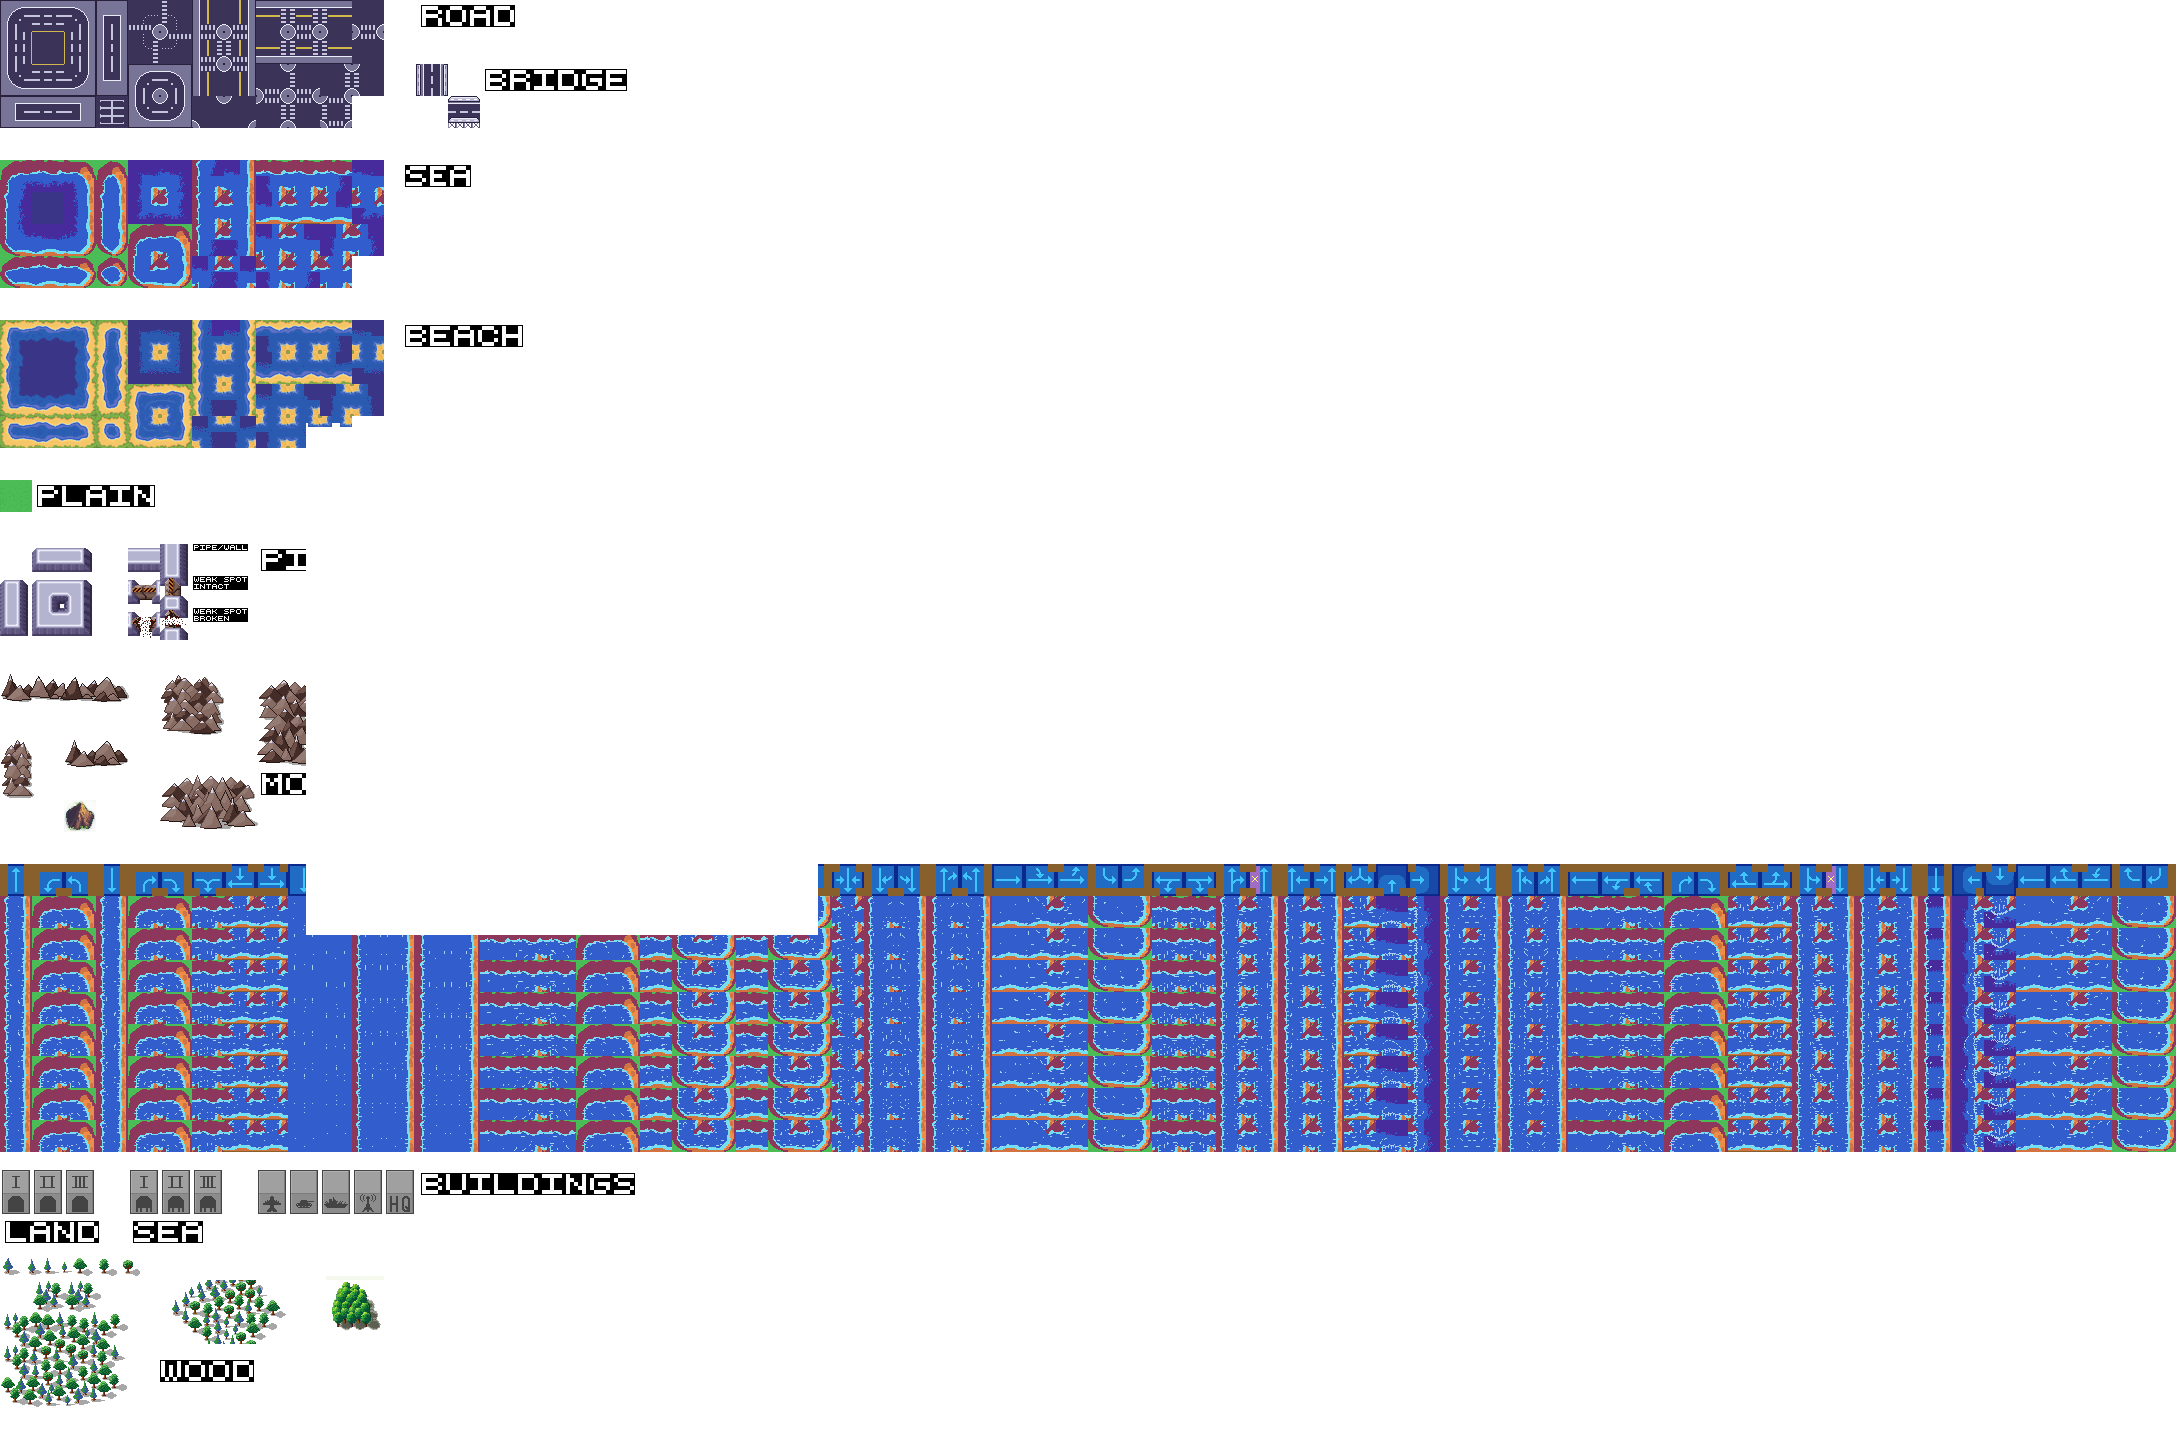 ROAD
BRIDGE
SEA
BEACH
PLAIN
PIPE/WALL
PI
WEAK SPOT
INTACT
WEAK SPOT
BROKEN
MO
I II III I II III HQ
BUILDINGS
LAND SEA
WOOD